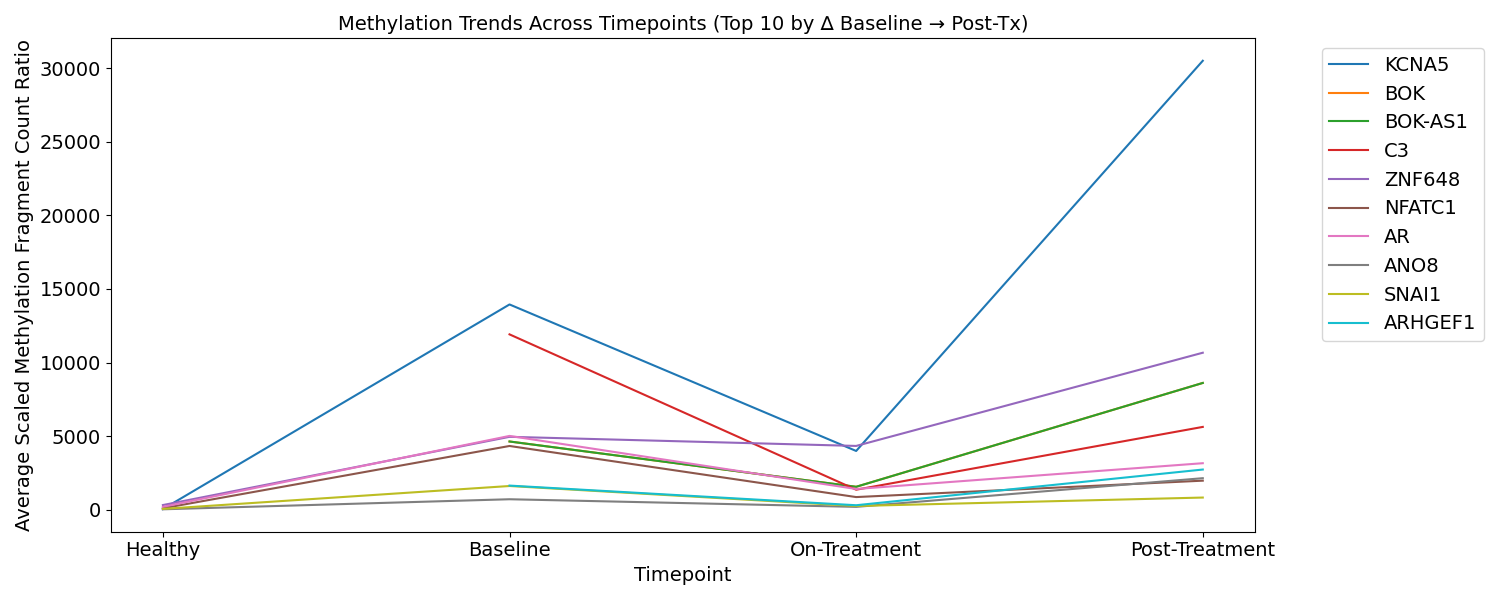 Methylation Trends Across Timepoints (Top 10 by Δ Baseline → Post-Tx)
Average Scaled Methylation Fragment Count Ratio
30000
25000
20000
15000
10000
5000
0
Healthy
Baseline
On-Treatment
Post-Treatment
Timepoint
KCNA5
BOK
BOK-AS1
C3
ZNF648
NFATC1
AR
ANO8
SNAI1
ARHGEF1